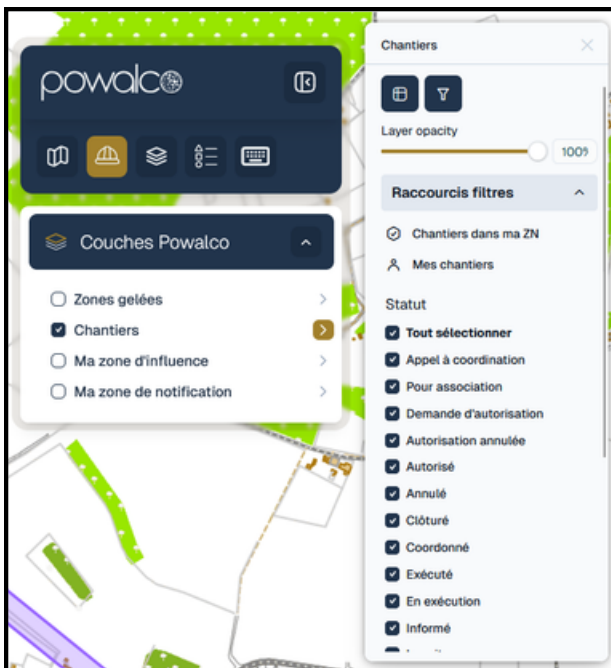 powalco
Couches Powalco
Zones gelées
Chantiers
Ma zone d'influence
Ma zone de notification
Chantiers
Layer opacity
100%
Raccourcis filtres
Chantiers dans ma ZN
Mes chantiers
Statut
Tout sélectionner
Appel à coordination
Pour association
Demande d'autorisation
Autorisation annulée
Autorisé
Annulé
Clôturé
Coordonné
Exécuté
En exécution
Informé